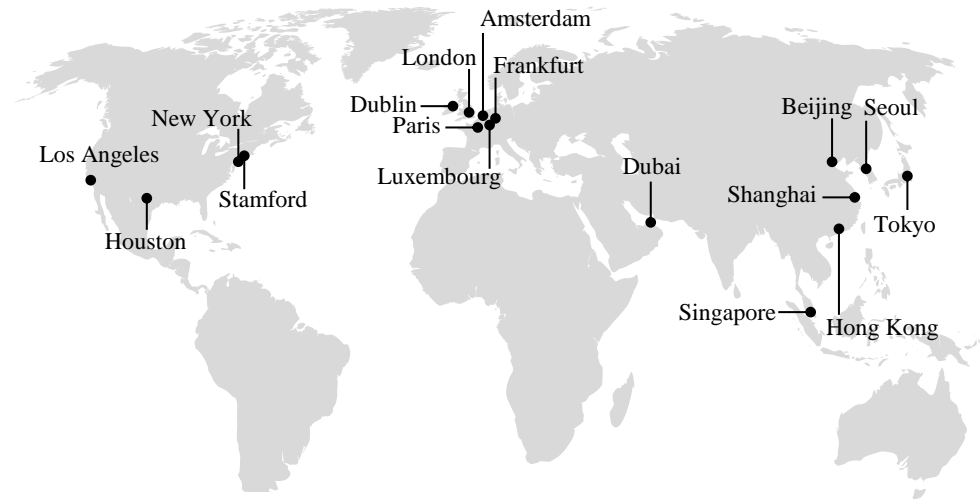 Amsterdam
London
Frankfurt
Dublin
Beijing
Seoul
New York
Paris
Los Angeles
Dubai
Luxembourg
Stamford
Shanghai
Tokyo
Houston
Singapore
Hong Kong